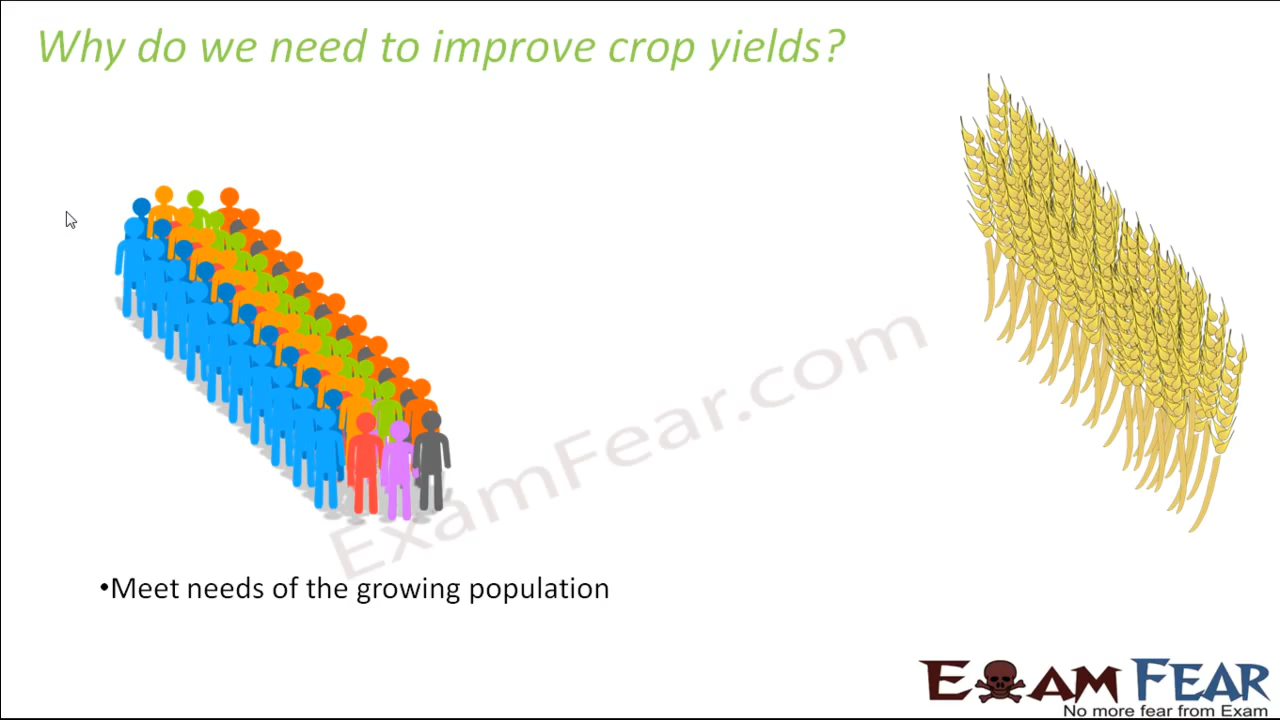 Why do we need to improve crop yields?
ExamFear.com
•Meet needs of the growing population
EXAM FEAR
No more fear from Exam